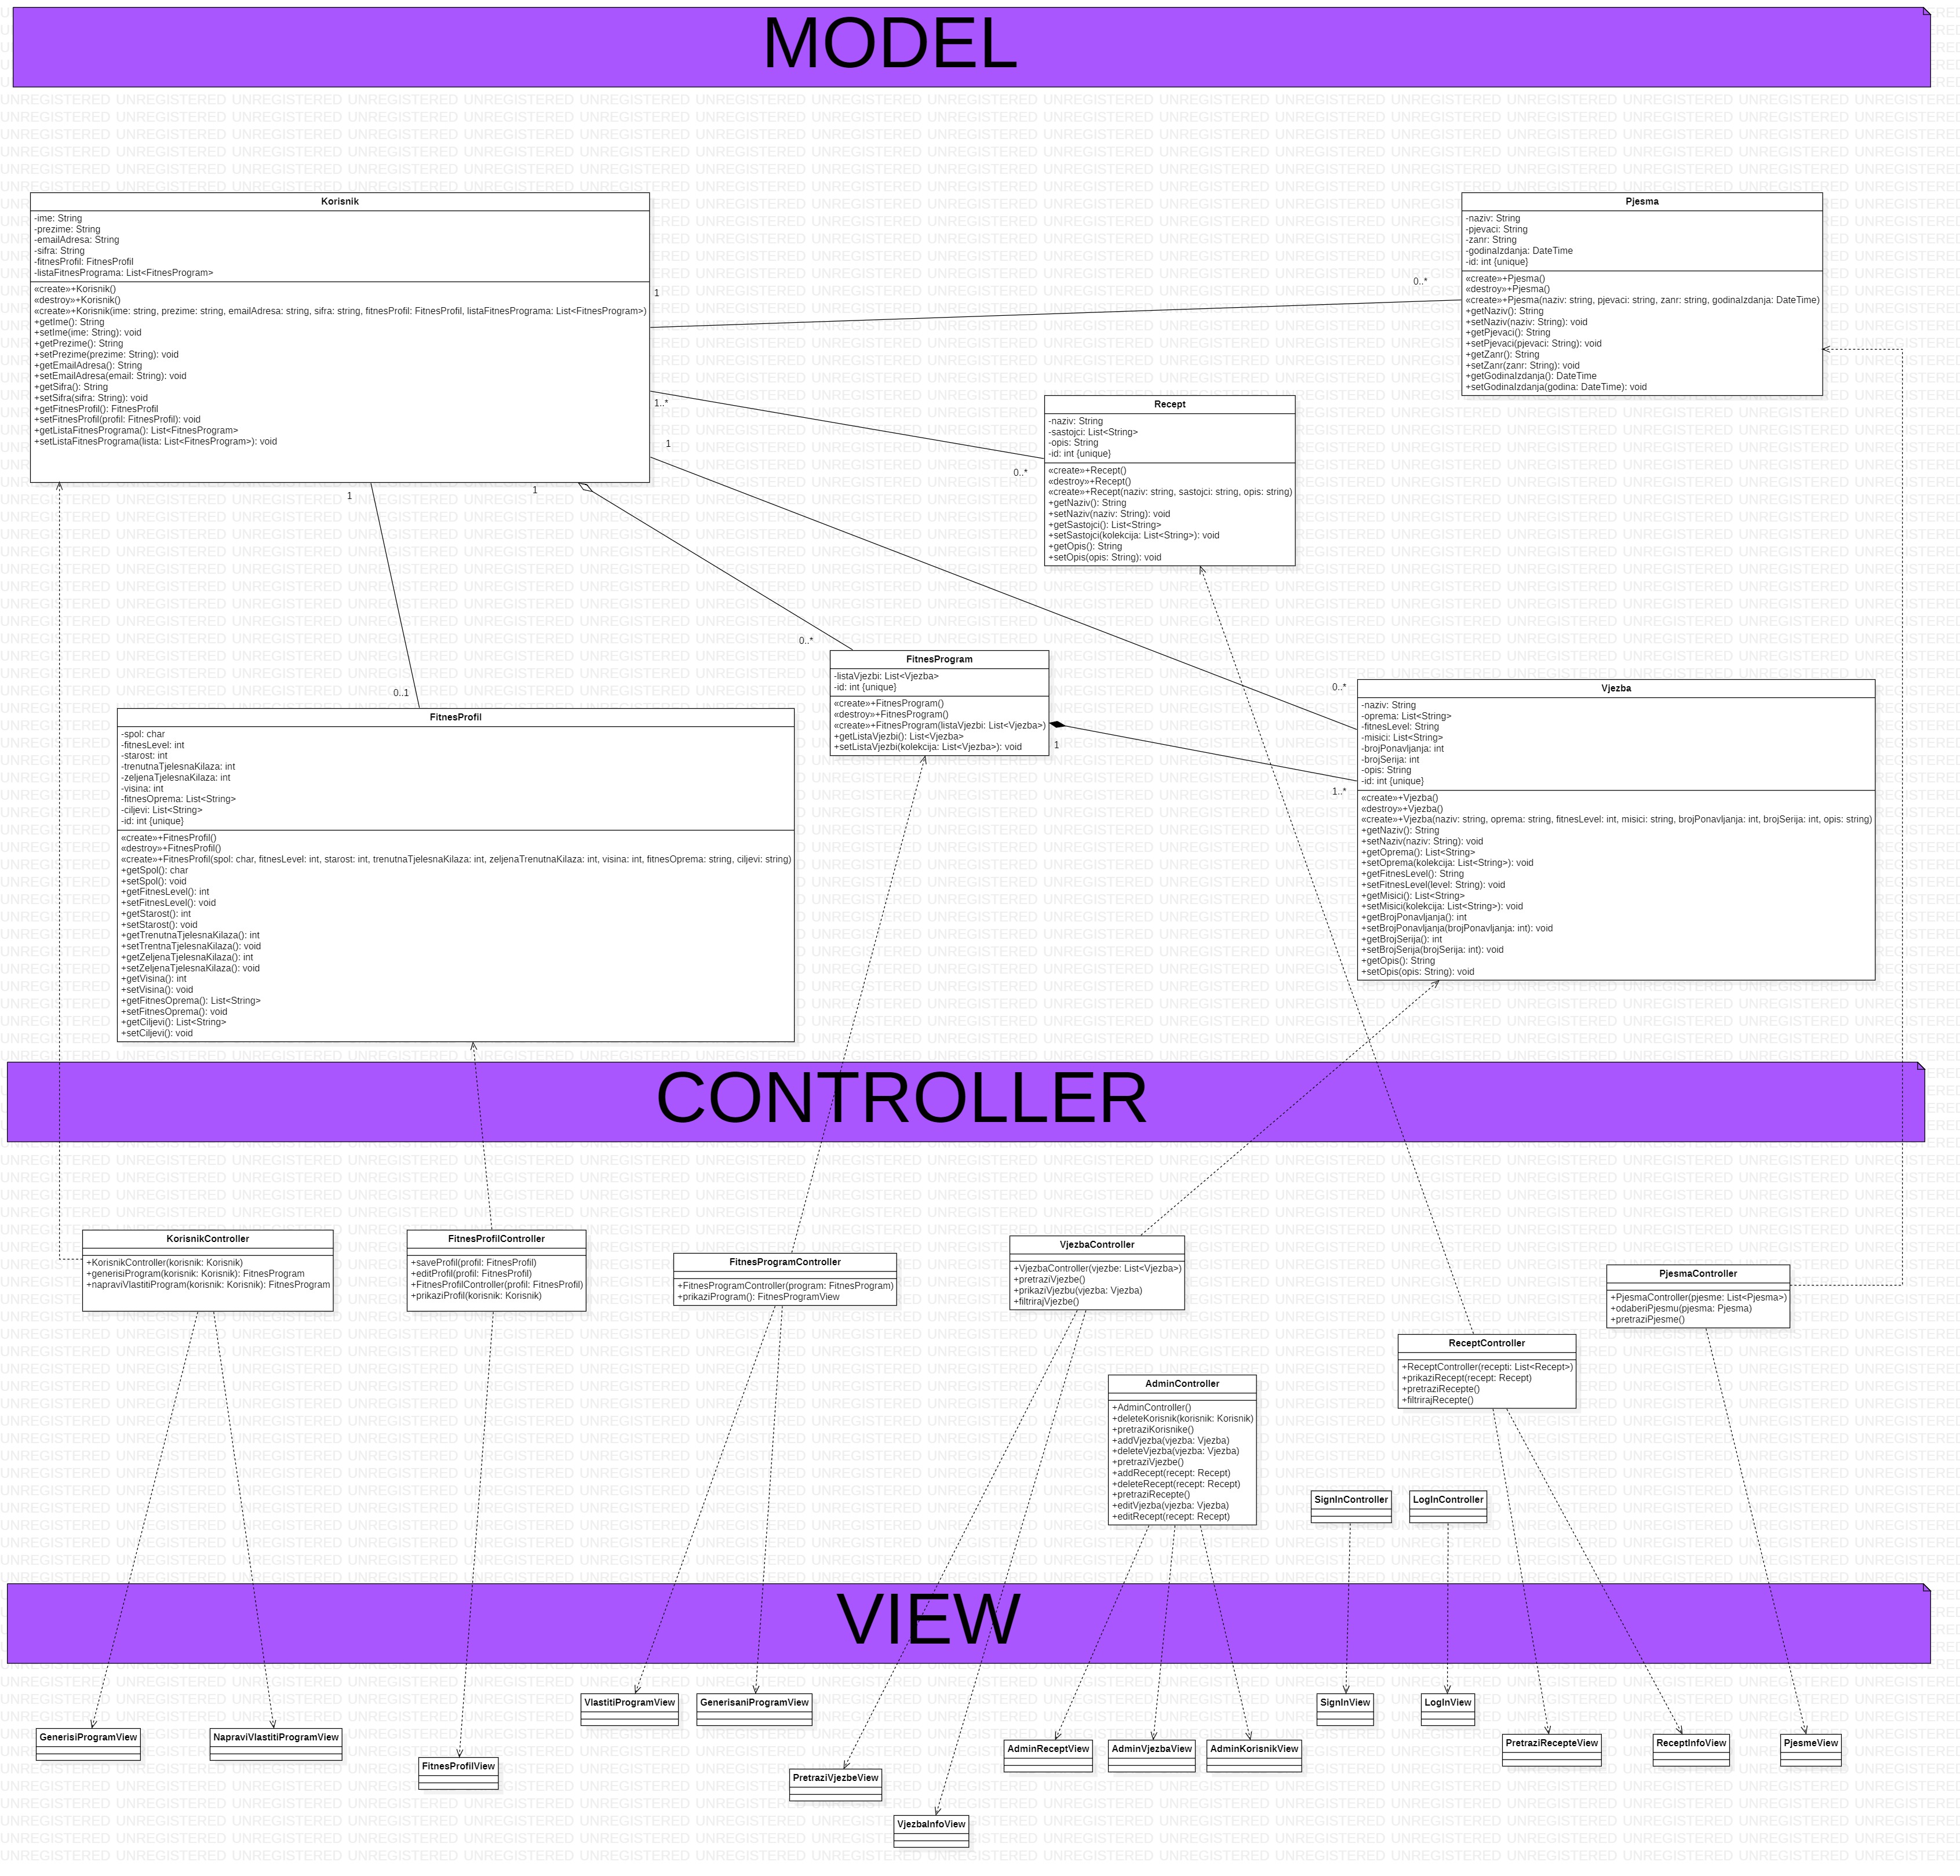 MODEL
Korisnik
-ime: String
-prezime: String
-emailAdresa: String
-sifra: String
-fitnesProfil: FitnesProfil
-listaFitnesPrograma: List<FitnesProgram>
«create»+Korisnik()
«destroy»+Korisnik()
«create»+Korisnik(ime: string, prezime: string, emailAdresa: string, sifra: string, fitnesProfil: FitnesProfil, listaFitnesPrograma: List<FitnesProgram>)
+getIme(): String
+setIme(ime: String): void
+getPrezime(): String
+setPrezime(prezime: String): void
+getEmailAdresa(): String
+setEmailAdresa(email: String): void
+getSifra(): String
+setSifra(sifra: String): void
+getFitnesProfil(): FitnesProfil
+setFitnesProfil(profil: FitnesProfil): void
+getListaFitnesPrograma(): List<FitnesProgram>
+setListaFitnesPrograma(lista: List<FitnesProgram>): void
Pjesma
-naziv: String
-pjevaci: String
-zanr: String
-godinaIzdanja: DateTime
-id: int {unique}
«create»+Pjesma()
«destroy»+Pjesma()
«create»+Pjesma(naziv: string, pjevaci: string, zanr: string, godinaIzdanja: DateTime)
+getNaziv(): String
+setNaziv(naziv: String): void
+getPjevaci(): String
+setPjevaci(pjevaci: String): void
+getZanr(): String
+setZanr(zanr: String): void
+getGodinaIzdanja(): DateTime
+setGodinaIzdanja(godina: DateTime): void
1
0..*
1..*
0..*
1
0..*
1
0..1
1
0..*
1
1..*
Recept
-naziv: String
-sastojci: List<String>
-opis: String
-id: int {unique}
«create»+Recept()
«destroy»+Recept()
«create»+Recept(naziv: string, sastojci: string, opis: string)
+getNaziv(): String
+setNaziv(naziv: String): void
+getSastojci(): List<String>
+setSastojci(kolekcija: List<String>): void
+getOpis(): String
+setOpis(opis: String): void
FitnesProgram
-listaVjezbi: List<Vjezba>
-id: int {unique}
«create»+FitnesProgram()
«destroy»+FitnesProgram()
«create»+FitnesProgram(listaVjezbi: List<Vjezba>)
+getListaVjezbi(): List<Vjezba>
+setListaVjezbi(kolekcija: List<Vjezba>): void
Vjezba
-naziv: String
-oprema: List<String>
-fitnesLevel: String
-misici: List<String>
-brojPonavljanja: int
-brojSerija: int
-opis: String
-id: int {unique}
«create»+Vjezba()
«destroy»+Vjezba()
«create»+Vjezba(naziv: string, oprema: string, fitnesLevel: int, misici: string, brojPonavljanja: int, brojSerija: int, opis: string)
+getNaziv(): String
+setNaziv(naziv: String): void
+getOprema(): List<String>
+setOprema(kolekcija: List<String>): void
+getFitnesLevel(): String
+setFitnesLevel(level: String): void
+getMisici(): List<String>
+setMisici(kolekcija: List<String>): void
+getBrojPonavljanja(): int
+setBrojPonavljanja(brojPonavljanja: int): void
+getBrojSerija(): int
+setBrojSerija(brojSerija: int): void
+getOpis(): String
+setOpis(opis: String): void
FitnesProfil
-spol: char
-fitnesLevel: int
-starost: int
-trenutnaTjelesnaKilaza: int
-zeljenaTjelesnaKilaza: int
-visina: int
-fitnesOprema: List<String>
-ciljevi: List<String>
-id: int {unique}
«create»+FitnesProfil()
«destroy»+FitnesProfil()
«create»+FitnesProfil(spol: char, fitnesLevel: int, starost: int, trenutnaTjelesnaKilaza: int, zeljenaTrenutnaKilaza: int, visina: int, fitnesOprema: string, ciljevi: string)
+getSpol(): char
+setSpol(): void
+getFitnesLevel(): int
+setFitnesLevel(): void
+getStarost(): int
+setStarost(): void
+getTrenutnaTjelesnaKilaza(): int
+setTrentnaTjelesnaKilaza(): void
+getZeljenaTjelesnaKilaza(): int
+setZeljenaTjelesnaKilaza(): void
+getVisina(): int
+setVisina(): void
+getFitnesOprema(): List<String>
+setFitnesOprema(): void
+getCiljevi(): List<String>
+setCiljevi(): void
CONTROLLER
KorisnikController
+KorisnikController(korisnik: Korisnik)
+generisiProgram(korisnik: Korisnik): FitnesProgram
+napraviVlastitiProgram(korisnik: Korisnik): FitnesProgram
FitnesProfilController
+saveProfil(profil: FitnesProfil)
+editProfil(profil: FitnesProfil)
+FitnesProfilController(profil: FitnesProfil)
+prikaziProfil(korisnik: Korisnik)
FitnesProgramController
+FitnesProgramController(program: FitnesProgram)
+prikaziProgram(): FitnesProgramView
VjezbaController
+VjezbaController(vjezbe: List<Vjezba>)
+pretraziVjezbe()
+prikaziVjezbu(vjezba: Vjezba)
+filtrirajVjezbe()
PjesmaController
+PjesmaController(pjesme: List<Pjesma>)
+odaberiPjesmu(pjesma: Pjesma)
+pretraziPjesme()
ReceptController
+ReceptController(recepti: List<Recept>)
+prikaziRecept(recept: Recept)
+pretraziRecepte()
+filtrirajRecepte()
AdminController
+AdminController()
+deleteKorisnik(korisnik: Korisnik)
+pretraziKorisnike()
+addVjezba(vjezba: Vjezba)
+deleteVjezba(vjezba: Vjezba)
+pretraziVjezbe()
+addRecept(recept: Recept)
+deleteRecept(recept: Recept)
+pretraziRecepte()
+editVjezba(vjezba: Vjezba)
+editRecept(recept: Recept)
SignInController
LogInController
VIEW
GenerisiProgramView
NapraviVlastitiProgramView
FitnesProfilView
VlastitiProgramView
GenerisaniProgramView
PretraziVjezbeView
VjezbaInfoView
AdminReceptView
AdminVjezbaView
AdminKorisnikView
SignInView
LogInView
PretraziRecepteView
ReceptInfoView
PjesmeView